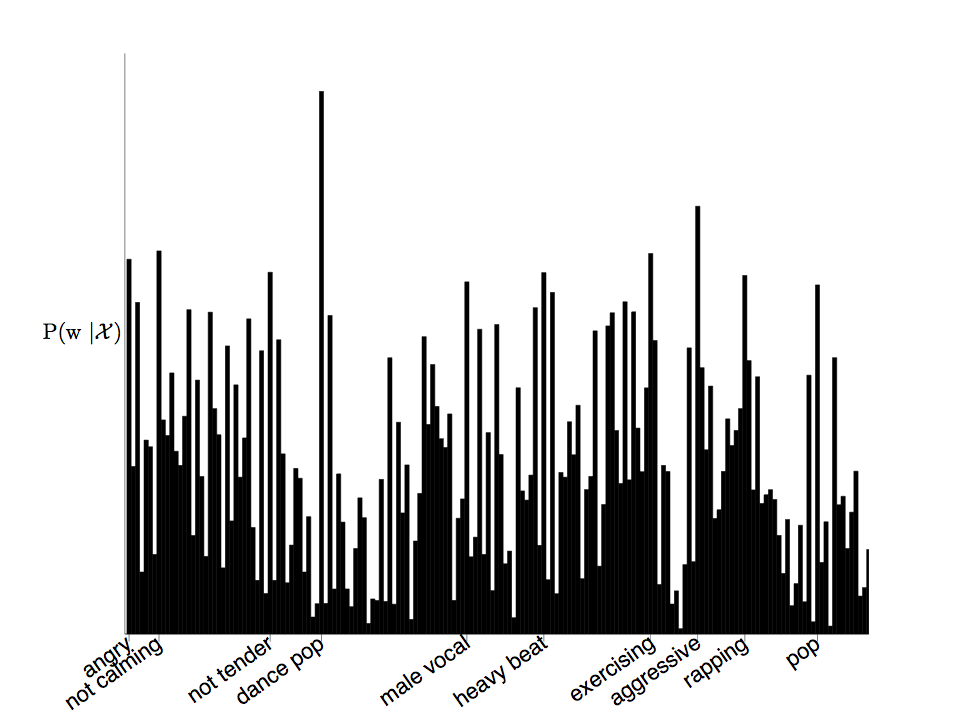 P(w |𝒳)
angry
not calming
not tender
dance pop
male vocal
heavy beat
exercising
aggressive
rapping
pop